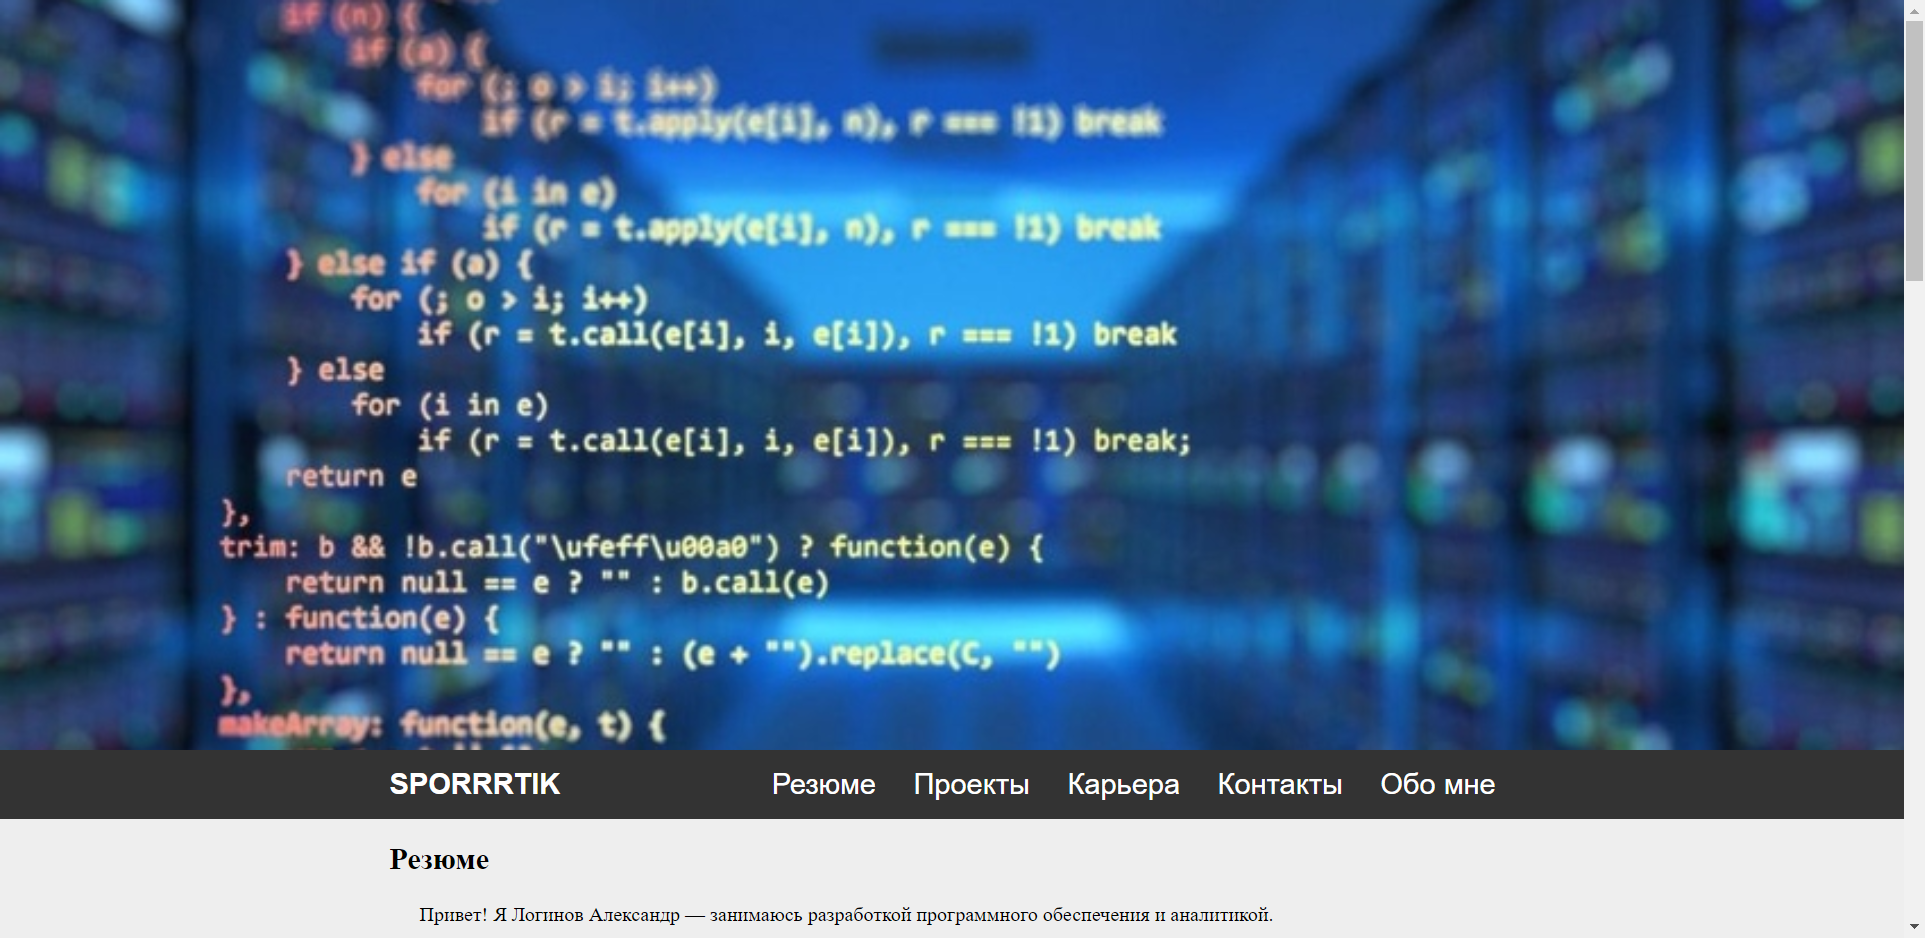 if (n) {
if (a) {
for (; o > i; i++)
if (r = t.apply(e[i], n), r === !1) break
} else
for (i in e)
if (r = t.apply(e[i], n), r === !1) break
} else if (a) {
for (; o > i; i++)
if (r = t.call(e[i], i, e[i]), r === !1) break
} else
for (i in e)
if (r = t.call(e[i], i, e[i]), r === !1) break;
return e
},
trim: b && !b.call("\ufeff\u00a0") ? function(e) {
return null == e ? "" : b.call(e)
} : function(e) {
return null == e ? "" : (e + "").replace(C, "")
},
makeArray: function(e, t) {
SPORRRTIK Резюме Проекты Карьера Контакты Обо мне
Резюме
Привет! Я Логинов Александр — занимаюсь разработкой программного обеспечения и аналитикой.